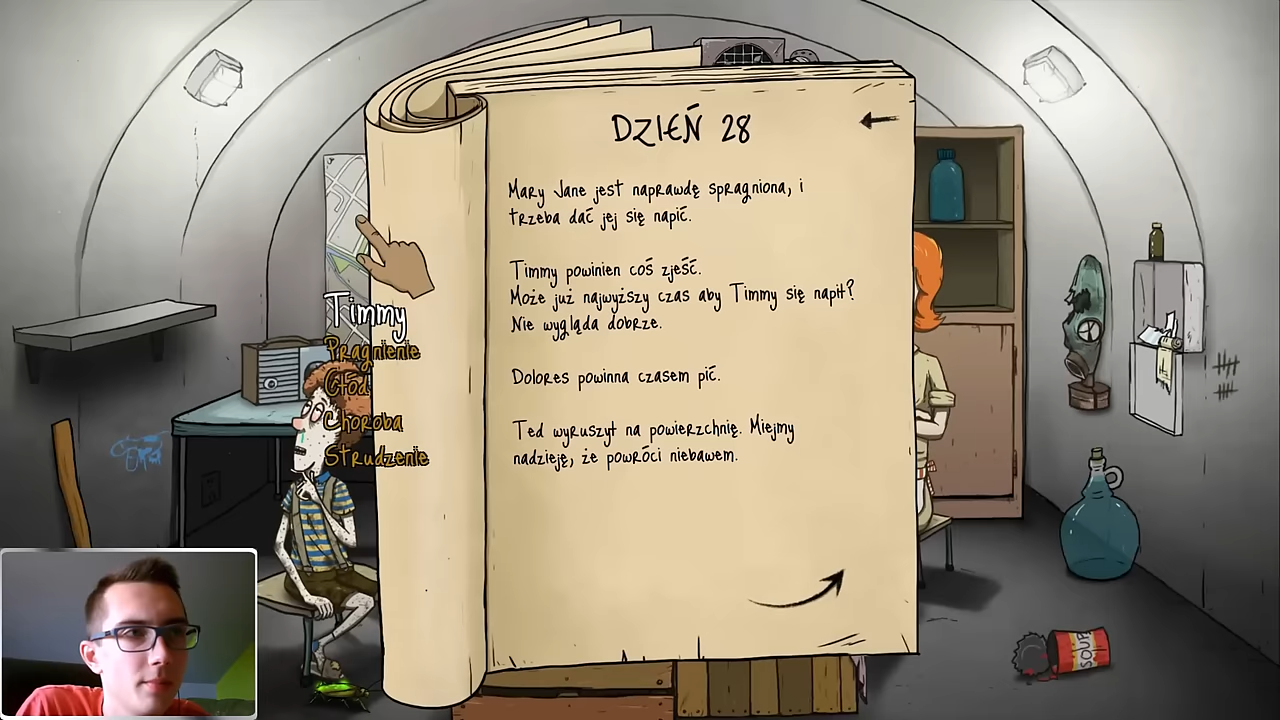 DZIEŃ 28
Mary Jane jest naprawdę spragniona, i
trzeba dać jej się napić.
Timmy powinien coś zjeść.
Może już najwyższy czas aby Timmy się napił?
Nie wygląda dobrze.
Dolores powinna czasem pić.
Ted wyruszył na powierzchnię. Miejmy
nadzieję, że powróci niebawem.
Timmy
Pragnienie
Głód
Choroba
Strudzenie
SOUP